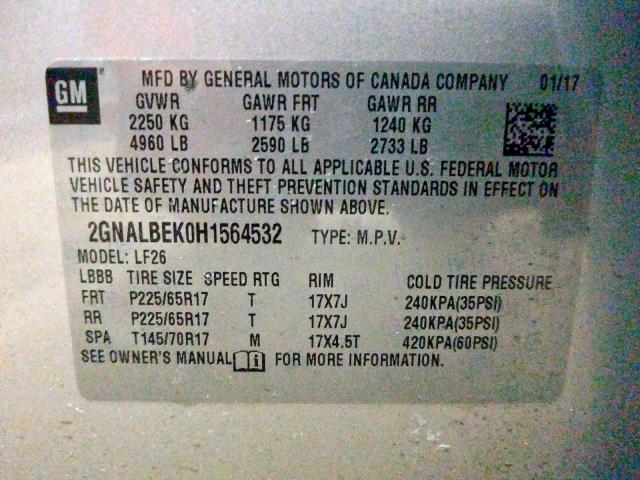 GM
MFD BY GENERAL MOTORS OF CANADA COMPANY 01/17
GVWR GAWR FRT GAWR RR
2250 KG 1175 KG 1240 KG
4960 LB 2590 LB 2733 LB
THIS VEHICLE CONFORMS TO ALL APPLICABLE U.S. FEDERAL MOTOR
VEHICLE SAFETY AND THEFT PREVENTION STANDARDS IN EFFECT ON
THE DATE OF MANUFACTURE SHOWN ABOVE.
2GNALBEK0H1564532 TYPE: M.P.V.
MODEL: LF26
LBBB TIRE SIZE SPEED RTG RIM COLD TIRE PRESSURE
FRT P225/65R17 T 17X7J 240KPA(35PSI)
RR P225/65R17 T 17X7J 240KPA(35PSI)
SPA T145/70R17 M 17X4.5T 420KPA(60PSI)
SEE OWNER'S MANUAL FOR MORE INFORMATION.